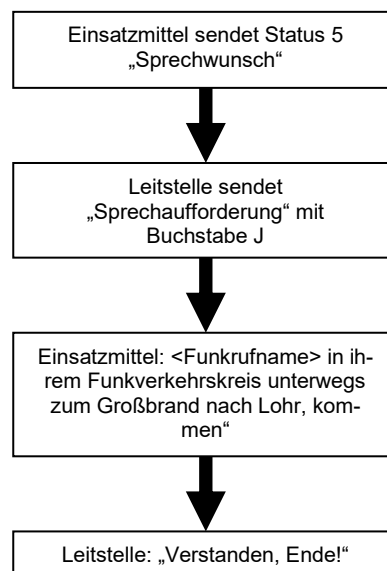 Einsatzmittel sendet Status 5
„Sprechwunsch“
Leitstelle sendet
„Sprechaufforderung“ mit
Buchstabe J
Einsatzmittel: <Funkrufname> in ih-
rem Funkverkehrskreis unterwegs
zum Großbrand nach Lohr, kom-
men“
Leitstelle: „Verstanden, Ende!“